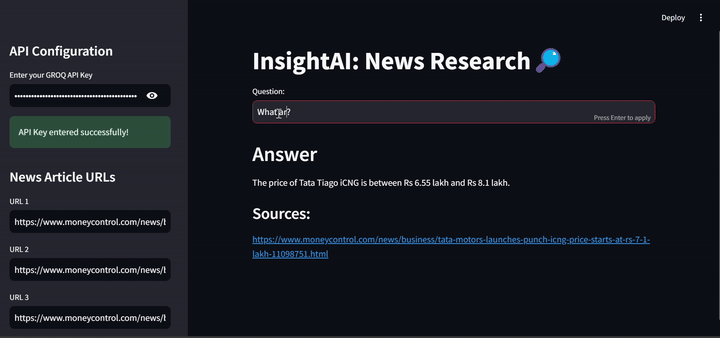 Deploy
API Configuration
Enter your GROQ API Key
API Key entered successfully!
News Article URLs
URL 1
https://www.moneycontrol.com/news/b
URL 2
https://www.moneycontrol.com/news/b
URL 3
https://www.moneycontrol.com/news/b
InsightAI: News Research
Question:
What ar?
Press Enter to apply
Answer
The price of Tata Tiago iCNG is between Rs 6.55 lakh and Rs 8.1 lakh.
Sources:
https://www.moneycontrol.com/news/business/tata-motors-launches-punch-icng-price-starts-at-rs-7-1-
lakh-11098751.html